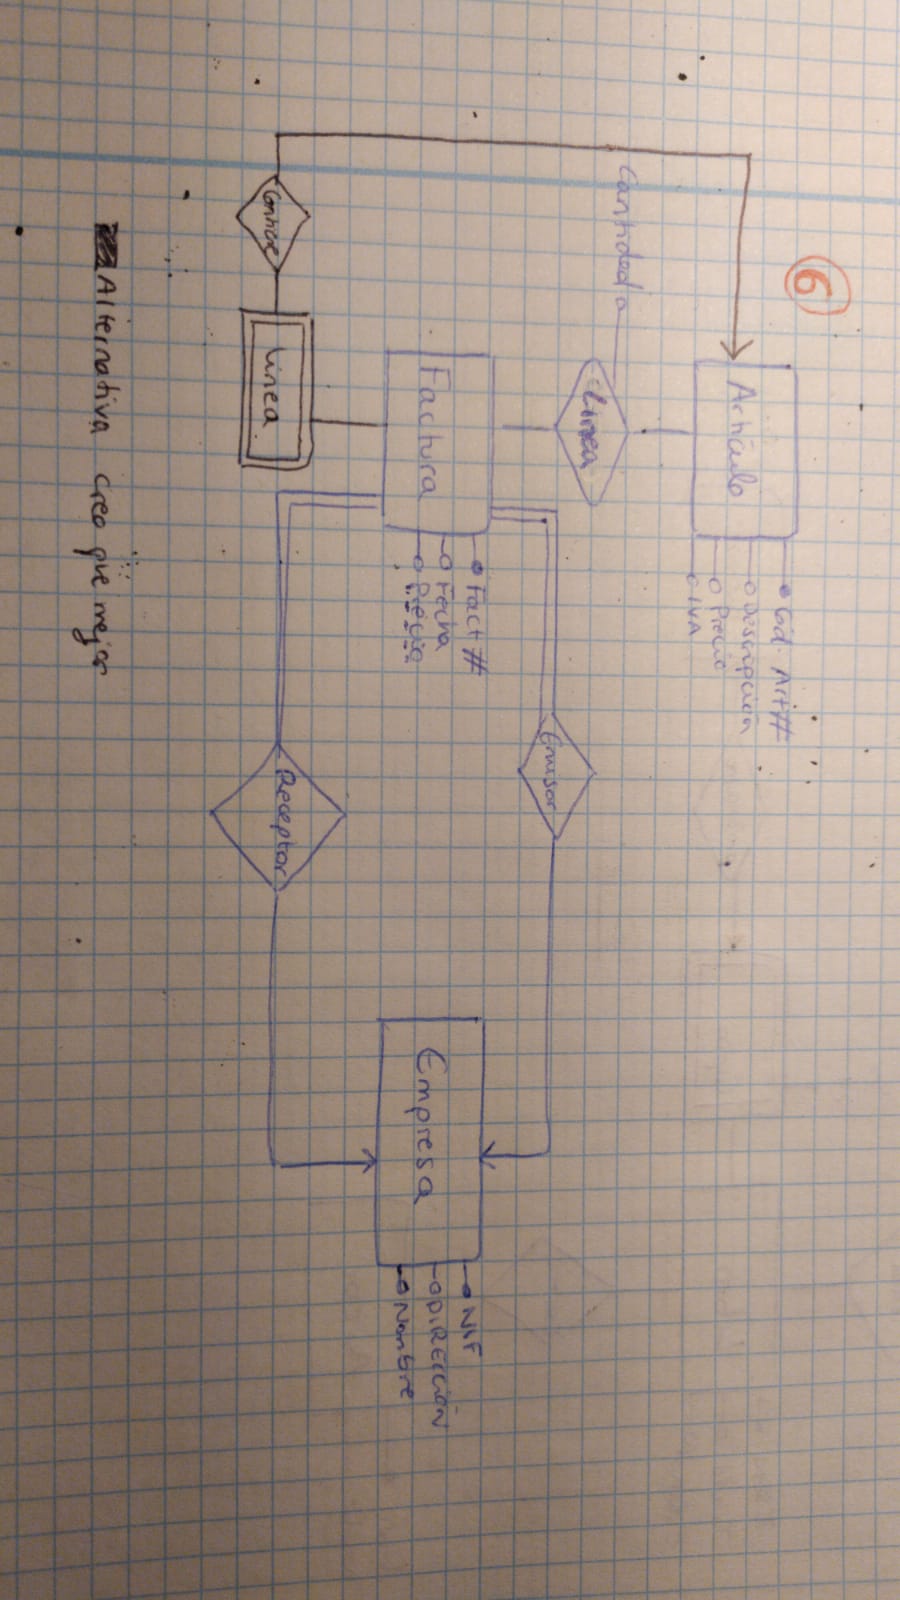 6
Artículo
Cód. Art#
Descripción
Precio
IVA
Cantidad
Línea
Emisor
Factura
Fact#
Fecha
Precio
Empresa
NIF
DIRECCIÓN
Nombre
Contiene
Línea
Receptor
Alternativa creo que mejor